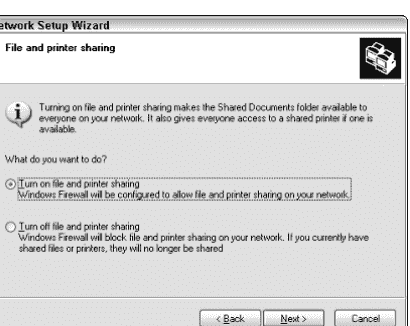 etwork Setup Wizard
File and printer sharing
Turning on file and printer sharing makes the Shared Documents folder available to
everyone on your network. It also gives everyone access to a shared printer if one is
available.
What do you want to do?
Turn on file and printer sharing
Windows Firewall will be configured to allow file and printer sharing on your network.
Turn off file and printer sharing
Windows Firewall will block file and printer sharing on your network. If you currently have
shared files or printers, they will no longer be shared
< Back Next > Cancel